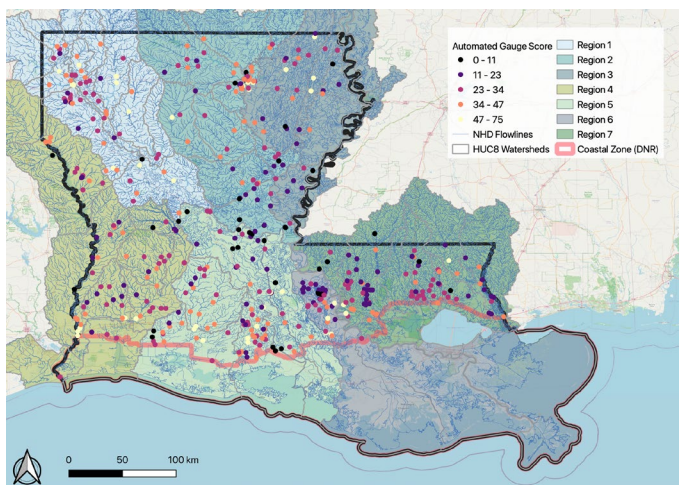 Automated Gauge Score
0 - 11
11 - 23
23 - 34
34 - 47
47 - 75
NHD Flowlines
HUC8 Watersheds
Region 1
Region 2
Region 3
Region 4
Region 5
Region 6
Region 7
Coastal Zone (DNR)
0 50 100 km